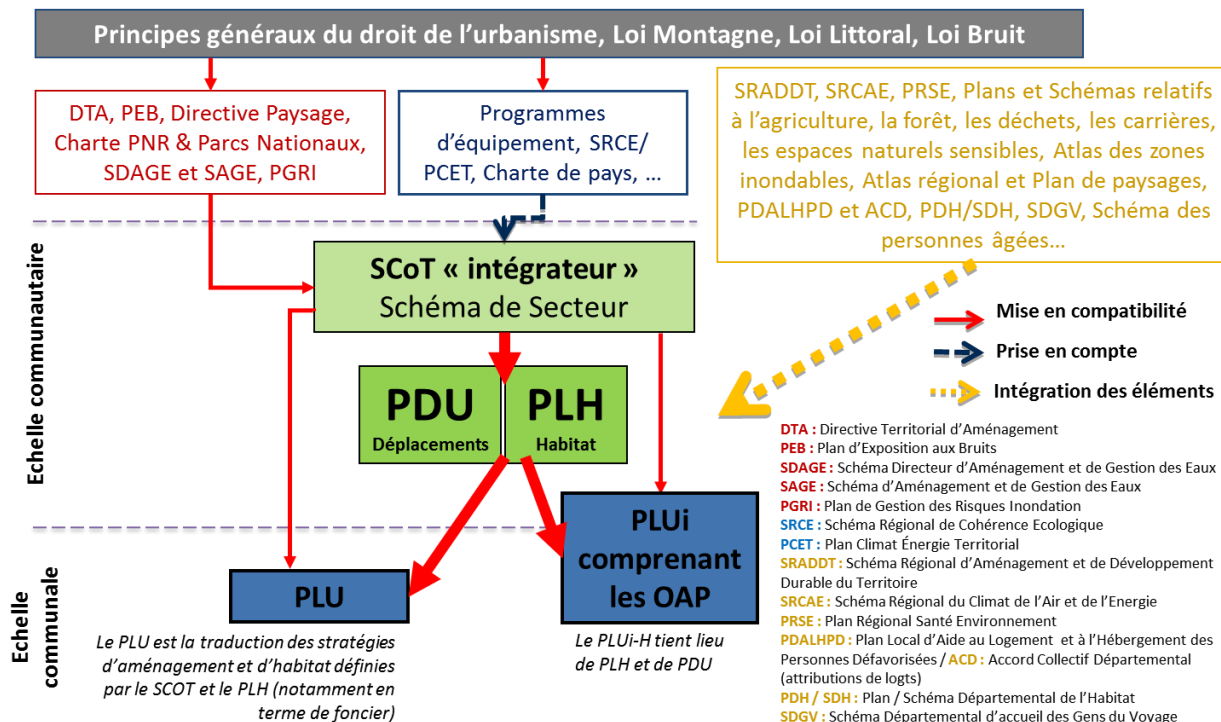 Principes généraux du droit de l'urbanisme, Loi Montagne, Loi Littoral, Loi Bruit
DTA, PEB, Directive Paysage,
Charte PNR & Parcs Nationaux,
SDAGE et SAGE, PGRI
Programmes
d'équipement, SRCE/
PCET, Charte de pays, ...
SRADDT, SRCAE, PRSE, Plans et Schémas relatifs
à l'agriculture, la forêt, les déchets, les carrières,
les espaces naturels sensibles, Atlas des zones
inondables, Atlas régional et Plan de paysages,
PDALHPD et ACD, PDH/SDH, SDGV, Schéma des
personnes âgées...
Echelle communautaire
SCoT « intégrateur »
Schéma de Secteur
PDU
Déplacements
PLH
Habitat
Mise en compatibilité
Prise en compte
Intégration des éléments
Echelle
communale
PLU
PLUi
comprenant
les OAP
Le PLU est la traduction des stratégies
d'aménagement et d'habitat définies
par le SCOT et le PLH (notamment en
terme de foncier)
Le PLUi-H tient lieu
de PLH et de PDU
DTA : Directive Territorial d'Aménagement
PEB : Plan d'Exposition aux Bruits
SDAGE : Schéma Directeur d'Aménagement et de Gestion des Eaux
SAGE : Schéma d'Aménagement et de Gestion des Eaux
PGRI : Plan de Gestion des Risques Inondation
SRCE : Schéma Régional de Cohérence Ecologique
PCET : Plan Climat Énergie Territorial
SRADDT : Schéma Régional d'Aménagement et de Développement
Durable du Territoire
SRCAE : Schéma Régional du Climat de l'Air et de l'Energie
PRSE : Plan Régional Santé Environnement
PDALHPD : Plan Local d'Aide au Logement et à l'Hébergement des
Personnes Défavorisées / ACD : Accord Collectif Départemental
(attributions de logts)
PDH / SDH : Plan / Schéma Départemental de l'Habitat
SDGV : Schéma Départemental d'accueil des Gens du Voyage